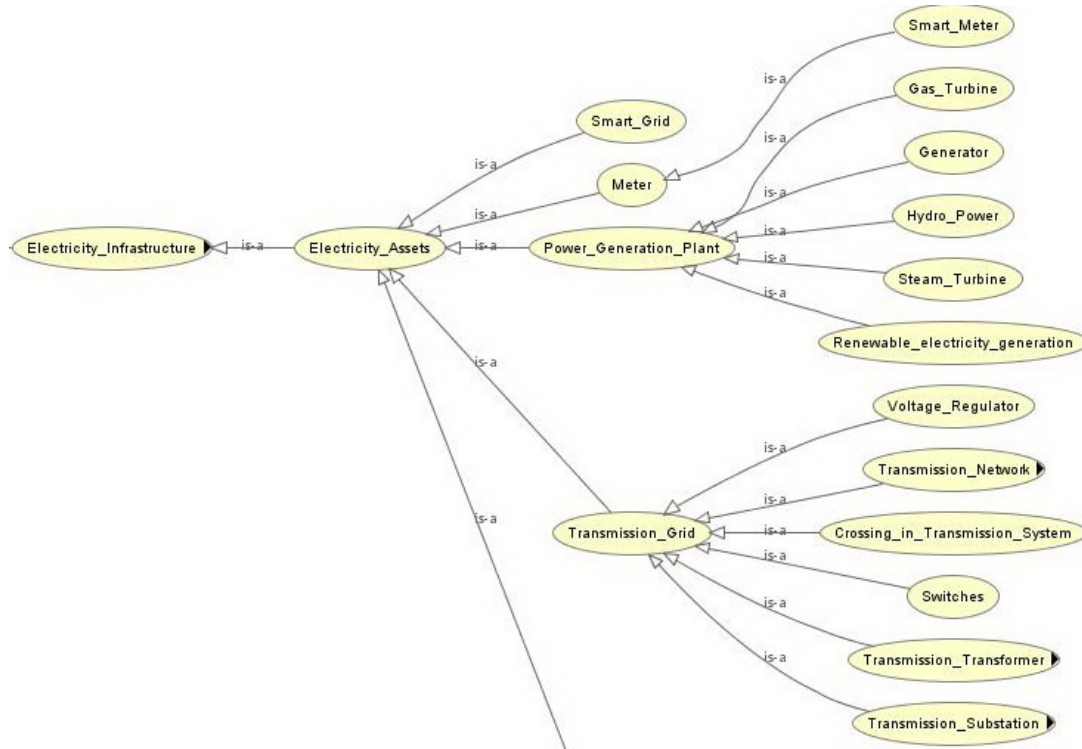 Smart_Meter
is-a
Gas_Turbine
is-a
Smart_Grid
Generator
is-a
is-a
Meter
is-a
Hydro_Power
is-a
is-a
Electricity_Infrastructure
is-a
Electricity_Assets
is-a
Power_Generation_Plant
is-a
Steam_Turbine
is-a
Renewable_electricity_generation
is-a
Voltage_Regulator
is-a
Transmission_Network
is-a
is-a
Transmission_Grid
is-a
Crossing_in_Transmission_System
is-a
Switches
is-a
Transmission_Transformer
is-a
Transmission_Substation